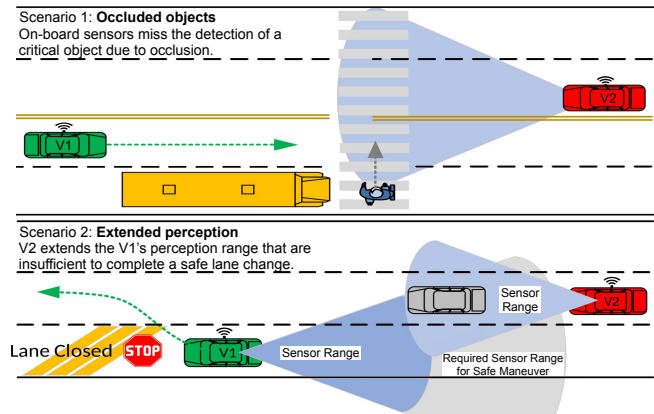 Scenario 1: Occluded objects
On-board sensors miss the detection of a
critical object due to occlusion.
V2
V1
Scenario 2: Extended perception
V2 extends the V1's perception range that are
insufficient to complete a safe lane change.
Sensor
Range
V2
Lane Closed
STOP
V1
Sensor Range
Required Sensor Range
for Safe Maneuver